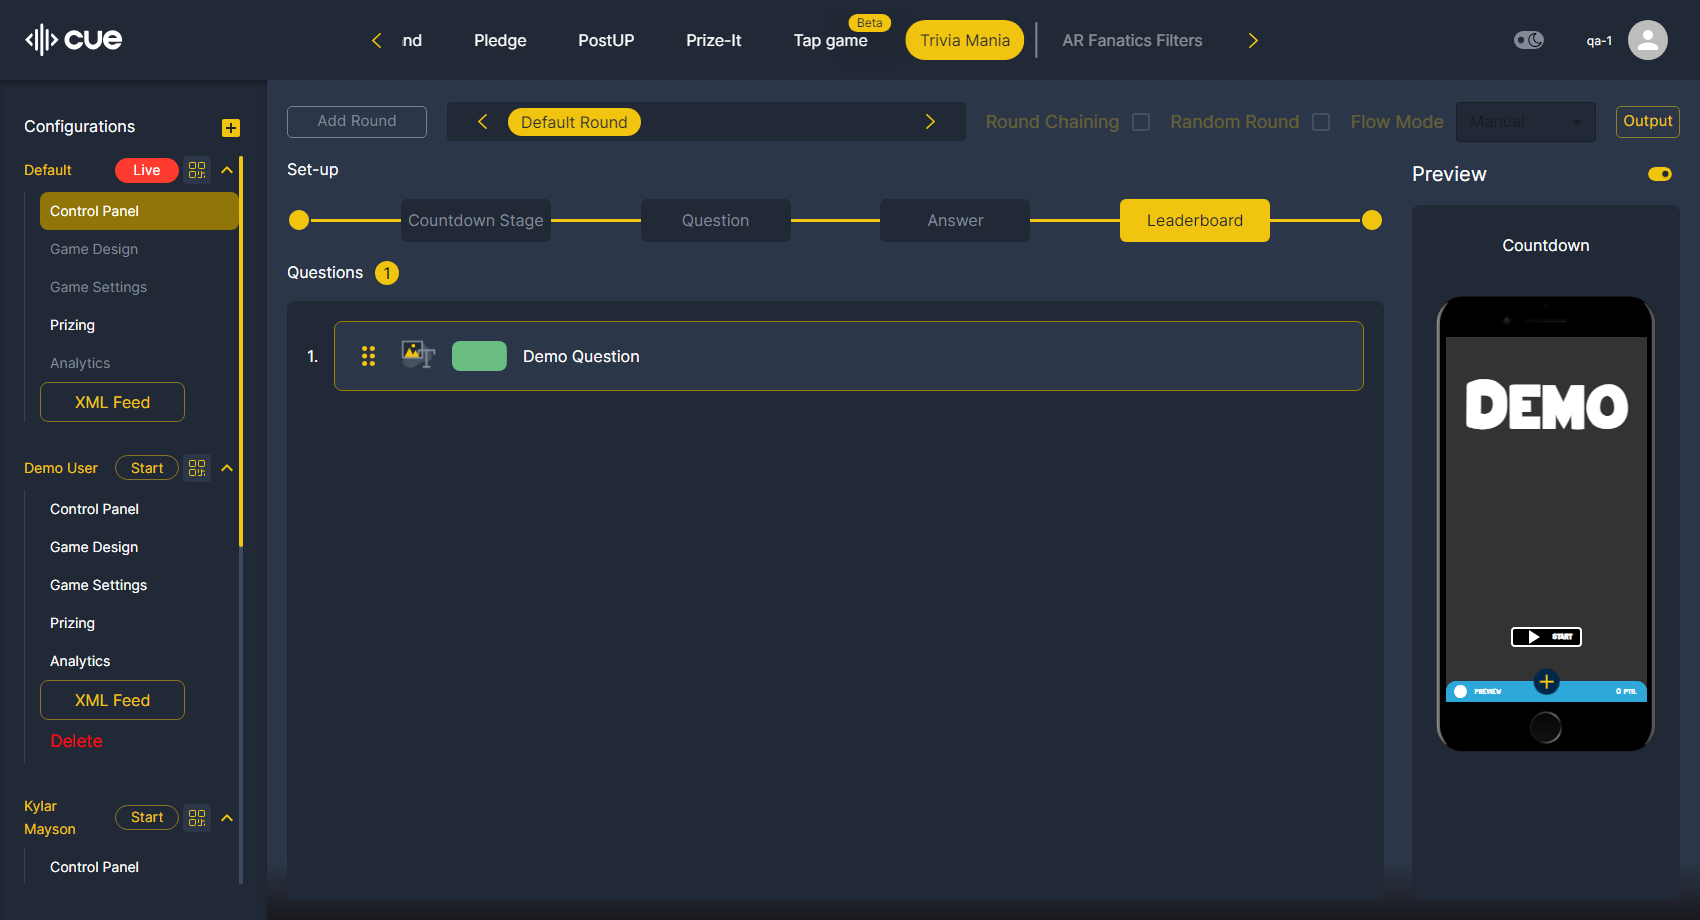 cue
nd
Pledge
PostUP
Prize-It
Beta
Tap game
Trivia Mania
AR Fanatics Filters
qa-1
Configurations
Default
Live
Control Panel
Game Design
Game Settings
Prizing
Analytics
XML Feed
Demo User
Start
Control Panel
Game Design
Game Settings
Prizing
Analytics
XML Feed
Delete
Kylar
Mayson
Start
Control Panel
Add Round
Default Round
Round Chaining
Random Round
Flow Mode
Manual
Output
Set-up
Countdown Stage
Question
Answer
Leaderboard
Questions 1
1.
Demo Question
Preview
Countdown
DEMO
START
PREVIEW
0 PTS.